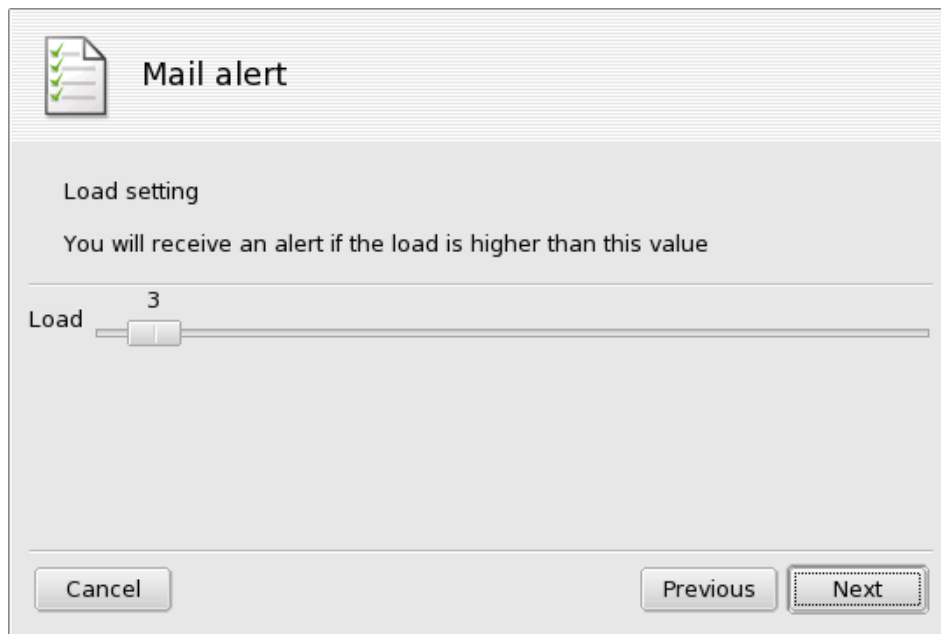 Mail alert
Load setting
You will receive an alert if the load is higher than this value
3
Load
Cancel
Previous
Next